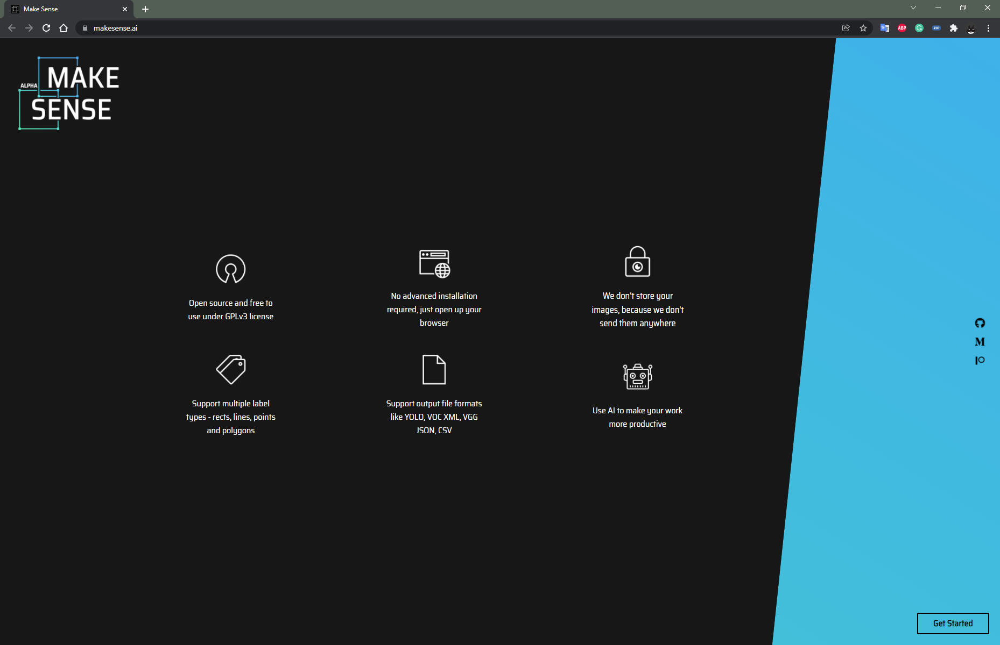 Make Sense
makesense.ai
ABP
ZIP
ALPHA
MAKE
SENSE
Open source and free to
use under GPLv3 license
No advanced installation
required, just open up your
browser
We don't store your
images, because we don't
send them anywhere
M
Support multiple label
types - rects, lines, points
and polygons
Support output file formats
like YOLO, VOC XML, VGG
JSON, CSV
Use AI to make your work
more productive
Get Started